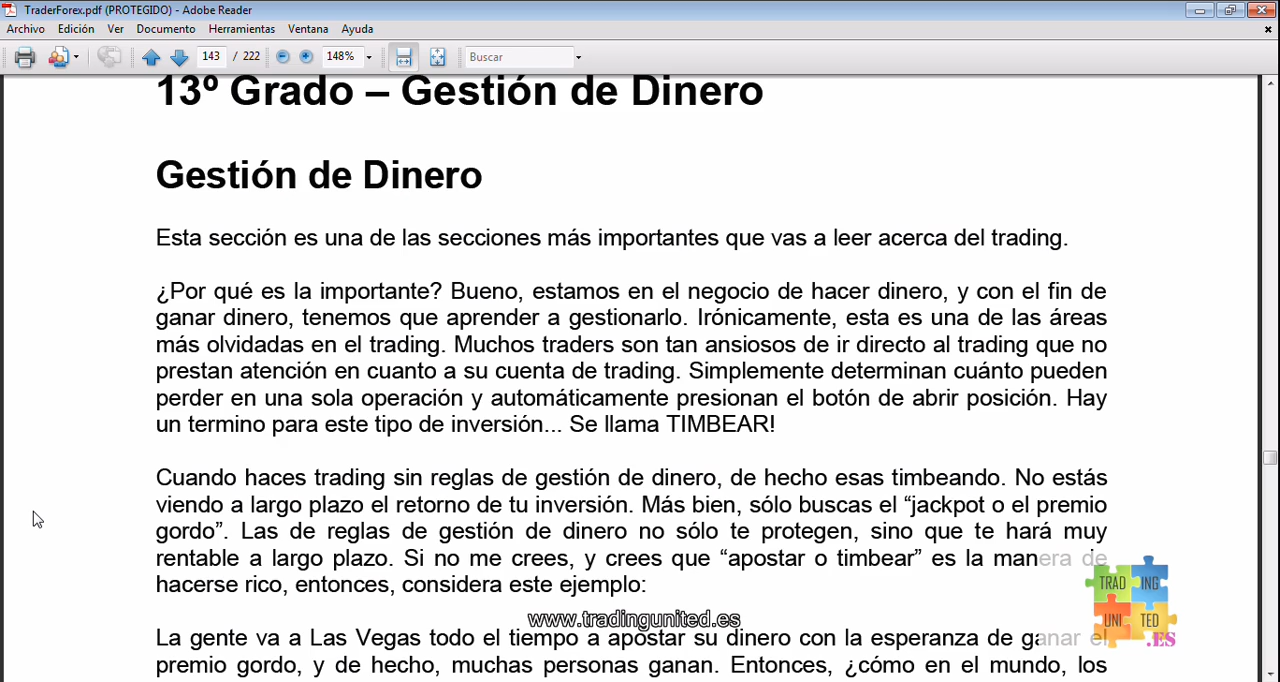 TraderForex.pdf (PROTEGIDO) - Adobe Reader
Archivo Edición Ver Documento Herramientas Ventana Ayuda
143 / 222 148% Buscar
13º Grado – Gestión de Dinero
Gestión de Dinero
Esta sección es una de las secciones más importantes que vas a leer acerca del trading.
¿Por qué es la importante? Bueno, estamos en el negocio de hacer dinero, y con el fin de
ganar dinero, tenemos que aprender a gestionarlo. Irónicamente, esta es una de las áreas
más olvidadas en el trading. Muchos traders son tan ansiosos de ir directo al trading que no
prestan atención en cuanto a su cuenta de trading. Simplemente determinan cuánto pueden
perder en una sola operación y automáticamente presionan el botón de abrir posición. Hay
un termino para este tipo de inversión... Se llama TIMBEAR!
Cuando haces trading sin reglas de gestión de dinero, de hecho esas timbeando. No estás
viendo a largo plazo el retorno de tu inversión. Más bien, sólo buscas el “jackpot o el premio
gordo”. Las de reglas de gestión de dinero no sólo te protegen, sino que te hará muy
rentable a largo plazo. Si no me crees, y crees que “apostar o timbear” es la manera de
hacerse rico, entonces, considera este ejemplo:
www.tradingunited.es
La gente va a Las Vegas todo el tiempo a apostar su dinero con la esperanza de ganar el
premio gordo, y de hecho, muchas personas ganan. Entonces, ¿cómo en el mundo, los
TRAD ING
UNI TED
.ES